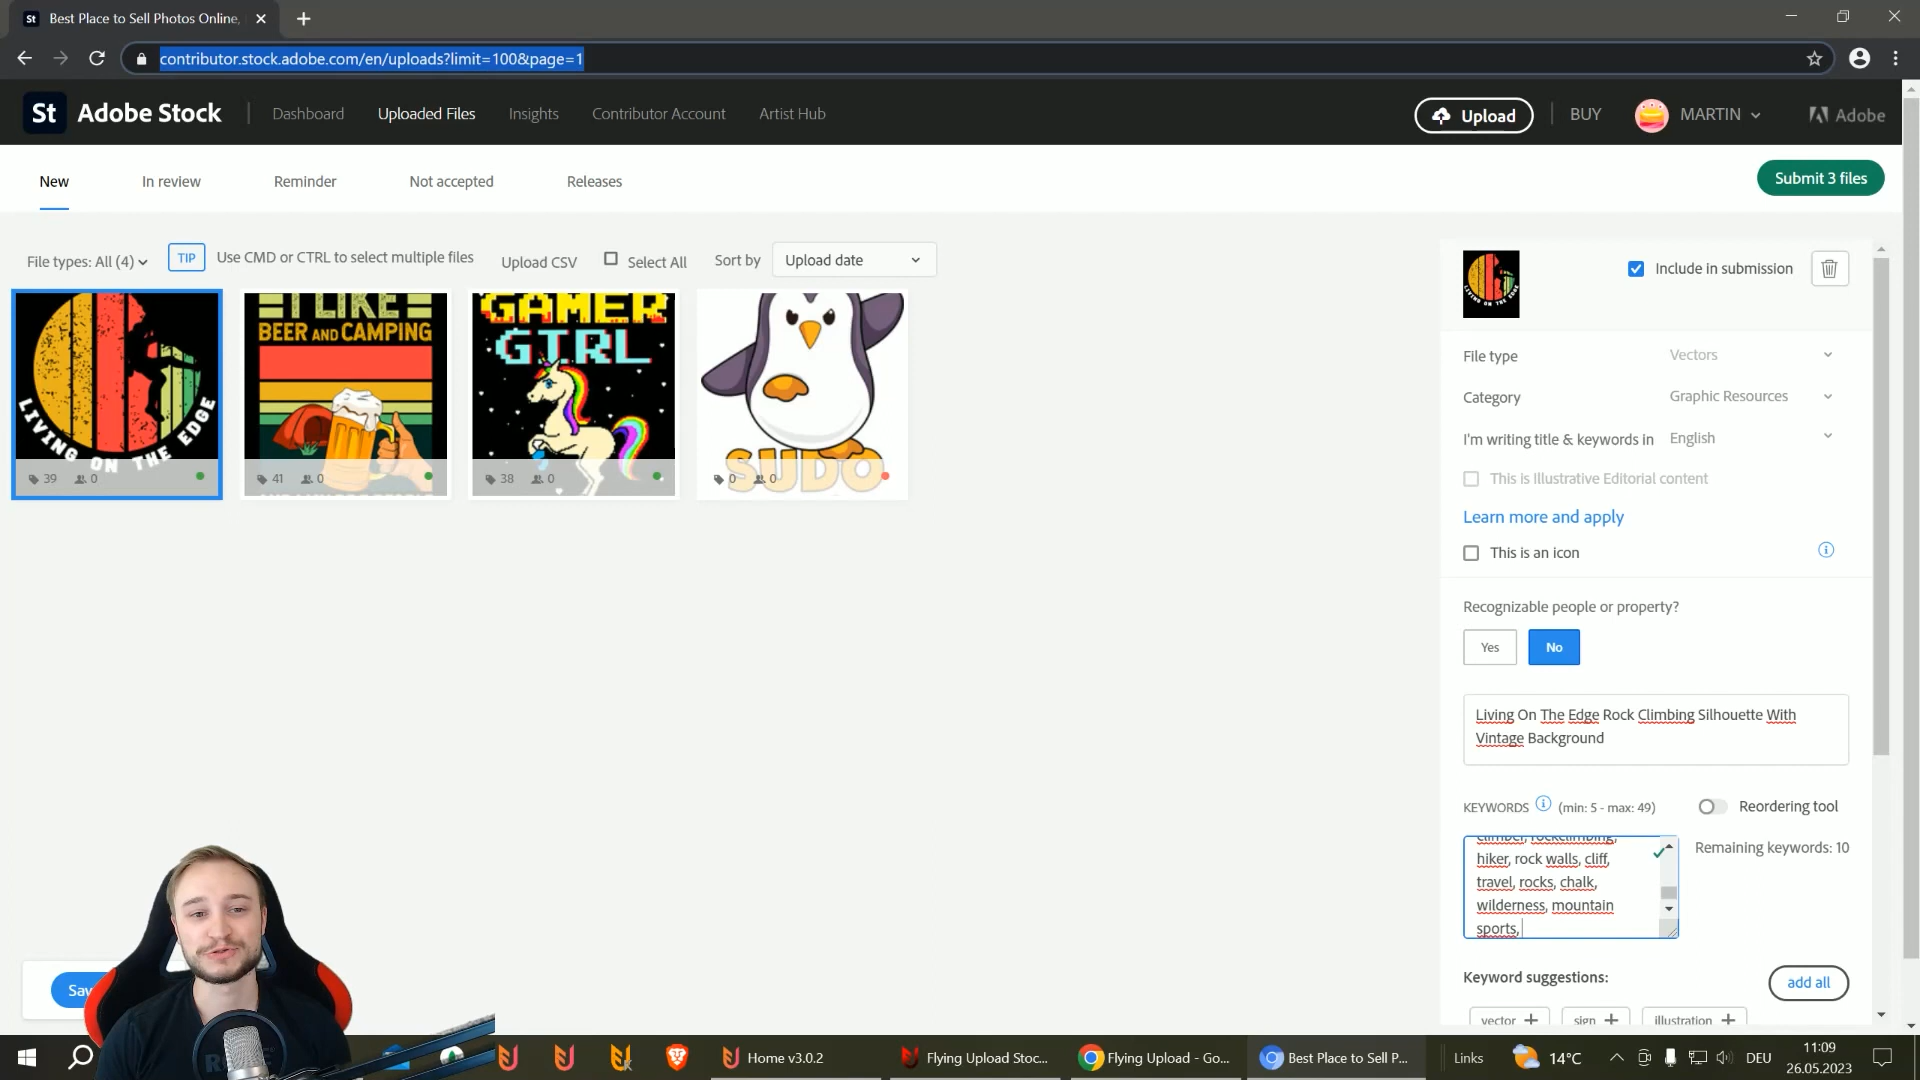 St Best Place to Sell Photos Online,
contributor.stock.adobe.com/en/uploads?limit=100&page=1
St Adobe Stock Dashboard Uploaded Files Insights Contributor Account Artist Hub Upload BUY MARTIN Adobe
New In review Reminder Not accepted Releases Submit 3 files
File types: All (4) TIP Use CMD or CTRL to select multiple files Upload CSV Select All Sort by Upload date
LIVING ON THE EDGE
39 0
I LIKE
BEER AND CAMPING
41 0
GAMER
GIRL
38 0
SUDO
0 0
Include in submission
File type Vectors
Category Graphic Resources
I'm writing title & keywords in English
This is Illustrative Editorial content
Learn more and apply
This is an icon
Recognizable people or property?
Yes No
Living On The Edge Rock Climbing Silhouette With
Vintage Background
KEYWORDS (min: 5 - max: 49) Reordering tool
climber, rockclimbing,
hiker, rock walls, cliff,
travel, rocks, chalk,
wilderness, mountain
sports,
Remaining keywords: 10
Keyword suggestions: add all
vector + sign + illustration +
Home v3.0.2 Flying Upload Stoc... Flying Upload - Go... Best Place to Sell P... Links 14°C DEU 11:09
26.05.2023